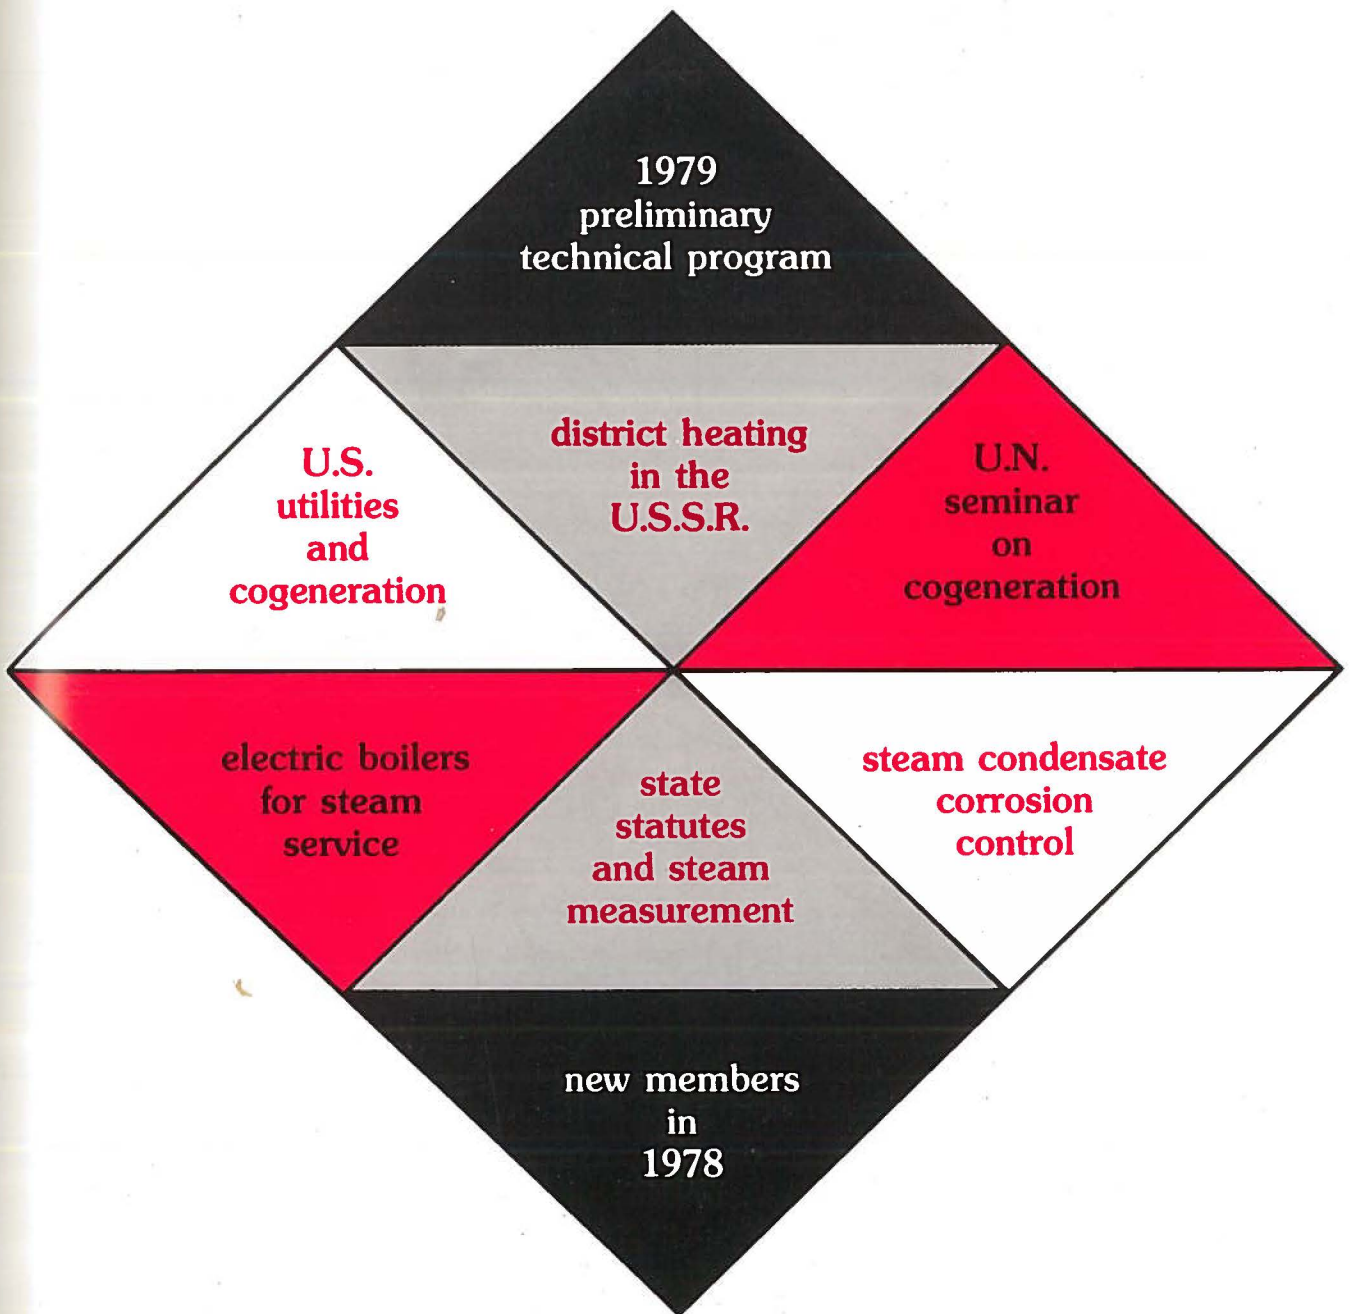 1979
preliminary
technical program
district heating
in the
U.S.S.R.
U.S.
utilities
and
cogeneration
U.N.
seminar
on
cogeneration
electric boilers
for steam
service
state
statutes
and steam
measurement
steam condensate
corrosion
control
new members
in
1978